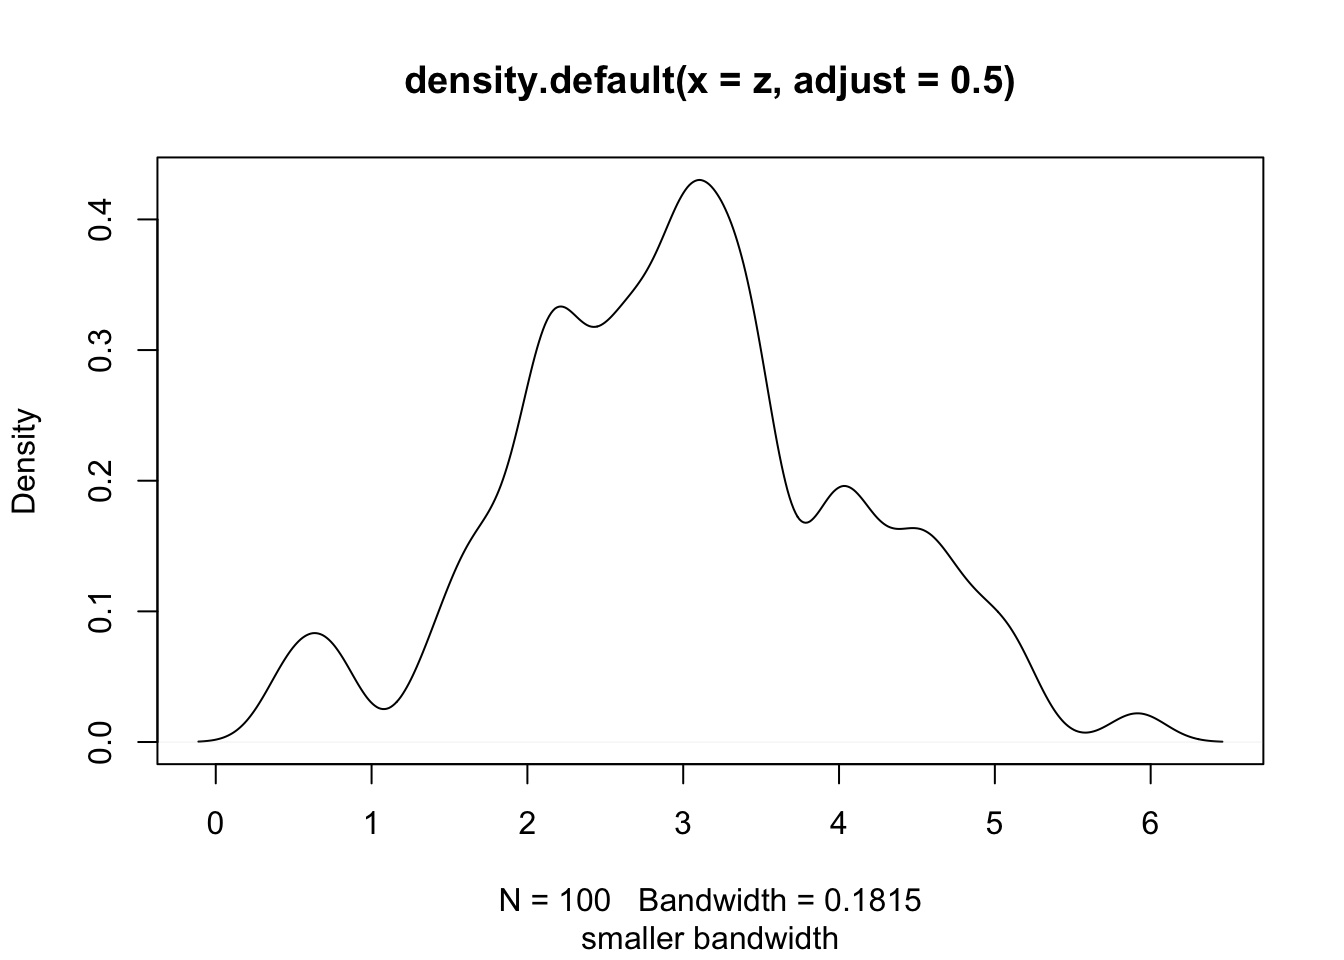 density.default(x = z, adjust = 0.5)
Density
0.4
0.3
0.2
0.1
0.0
0 1 2 3 4 5 6
N = 100 Bandwidth = 0.1815
smaller bandwidth